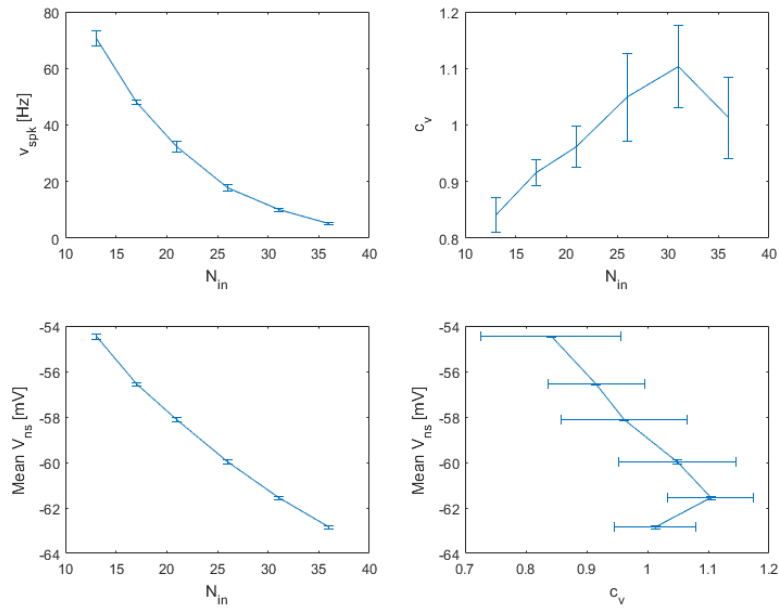 80
60
40
20
0
v_spk [Hz]
10 15 20 25 30 35 40
N_in
1.2
1.1
1
0.9
0.8
c_v
10 15 20 25 30 35 40
N_in
-54
-56
-58
-60
-62
-64
Mean V_ns [mV]
10 15 20 25 30 35 40
N_in
-54
-56
-58
-60
-62
-64
Mean V_ns [mV]
0.7 0.8 0.9 1 1.1 1.2
c_v